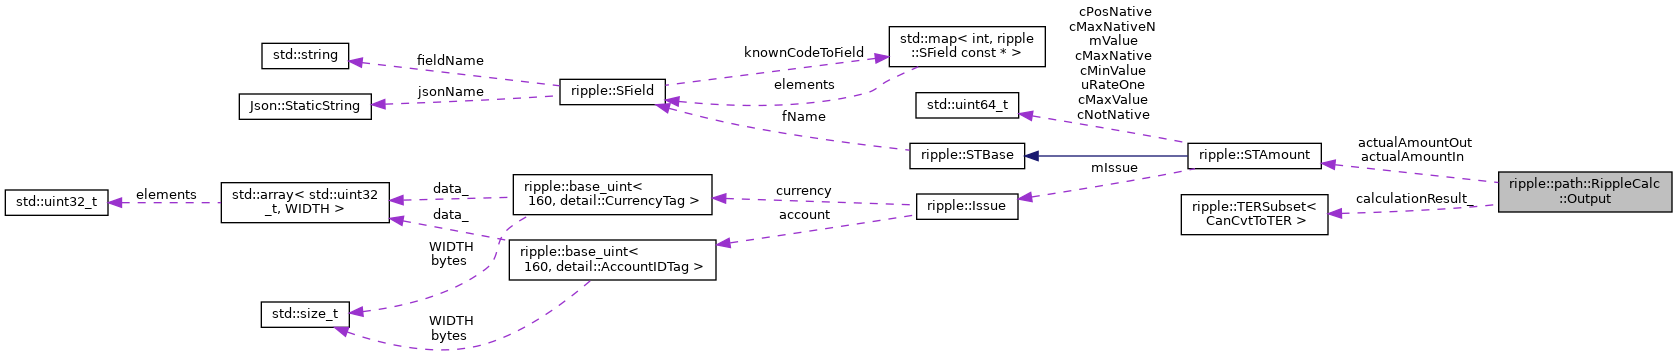 cPosNative
cMaxNativeN
mValue
cMaxNative
cMinValue
uRateOne
cMaxValue
cNotNative
std::string
fieldName
knownCodeToField
std::map< int, ripple
::SField const * >
Json::StaticString
jsonName
ripple::SField
elements
std::uint64_t
fName
ripple::STBase
ripple::STAmount
actualAmountOut
actualAmountIn
mIssue
ripple::path::RippleCalc
::Output
std::uint32_t
elements
std::array< std::uint32
_t, WIDTH >
data_
data_
ripple::base_uint<
160, detail::CurrencyTag >
currency
account
ripple::Issue
ripple::TERSubset<
CanCvtToTER >
calculationResult_
WIDTH
bytes
ripple::base_uint<
160, detail::AccountIDTag >
std::size_t
WIDTH
bytes